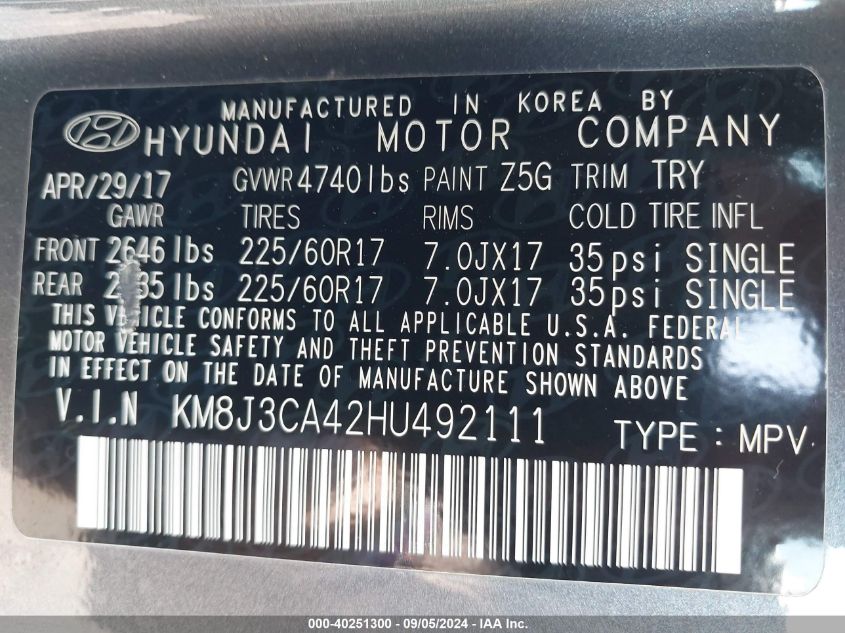 MANUFACTURED IN KOREA BY
HYUNDAI MOTOR COMPANY
APR/29/17 GVWR 4740lbs PAINT Z5G TRIM TRY
GAWR TIRES RIMS COLD TIRE INFL
FRONT 2646lbs 225/60R17 7.0JX17 35psi SINGLE
REAR lbs 225/60R17 7.0JX17 35psi SINGLE
THIS VEHICLE CONFORMS TO ALL APPLICABLE U.S.A. FEDERAL
MOTOR VEHICLE SAFETY AND THEFT PREVENTION STANDARDS
IN EFFECT ON THE DATE OF MANUFACTURE SHOWN ABOVE
V.I.N KM8J3CA42HU492111 TYPE : MPV
000-40251300 - 09/05/2024 - IAA Inc.